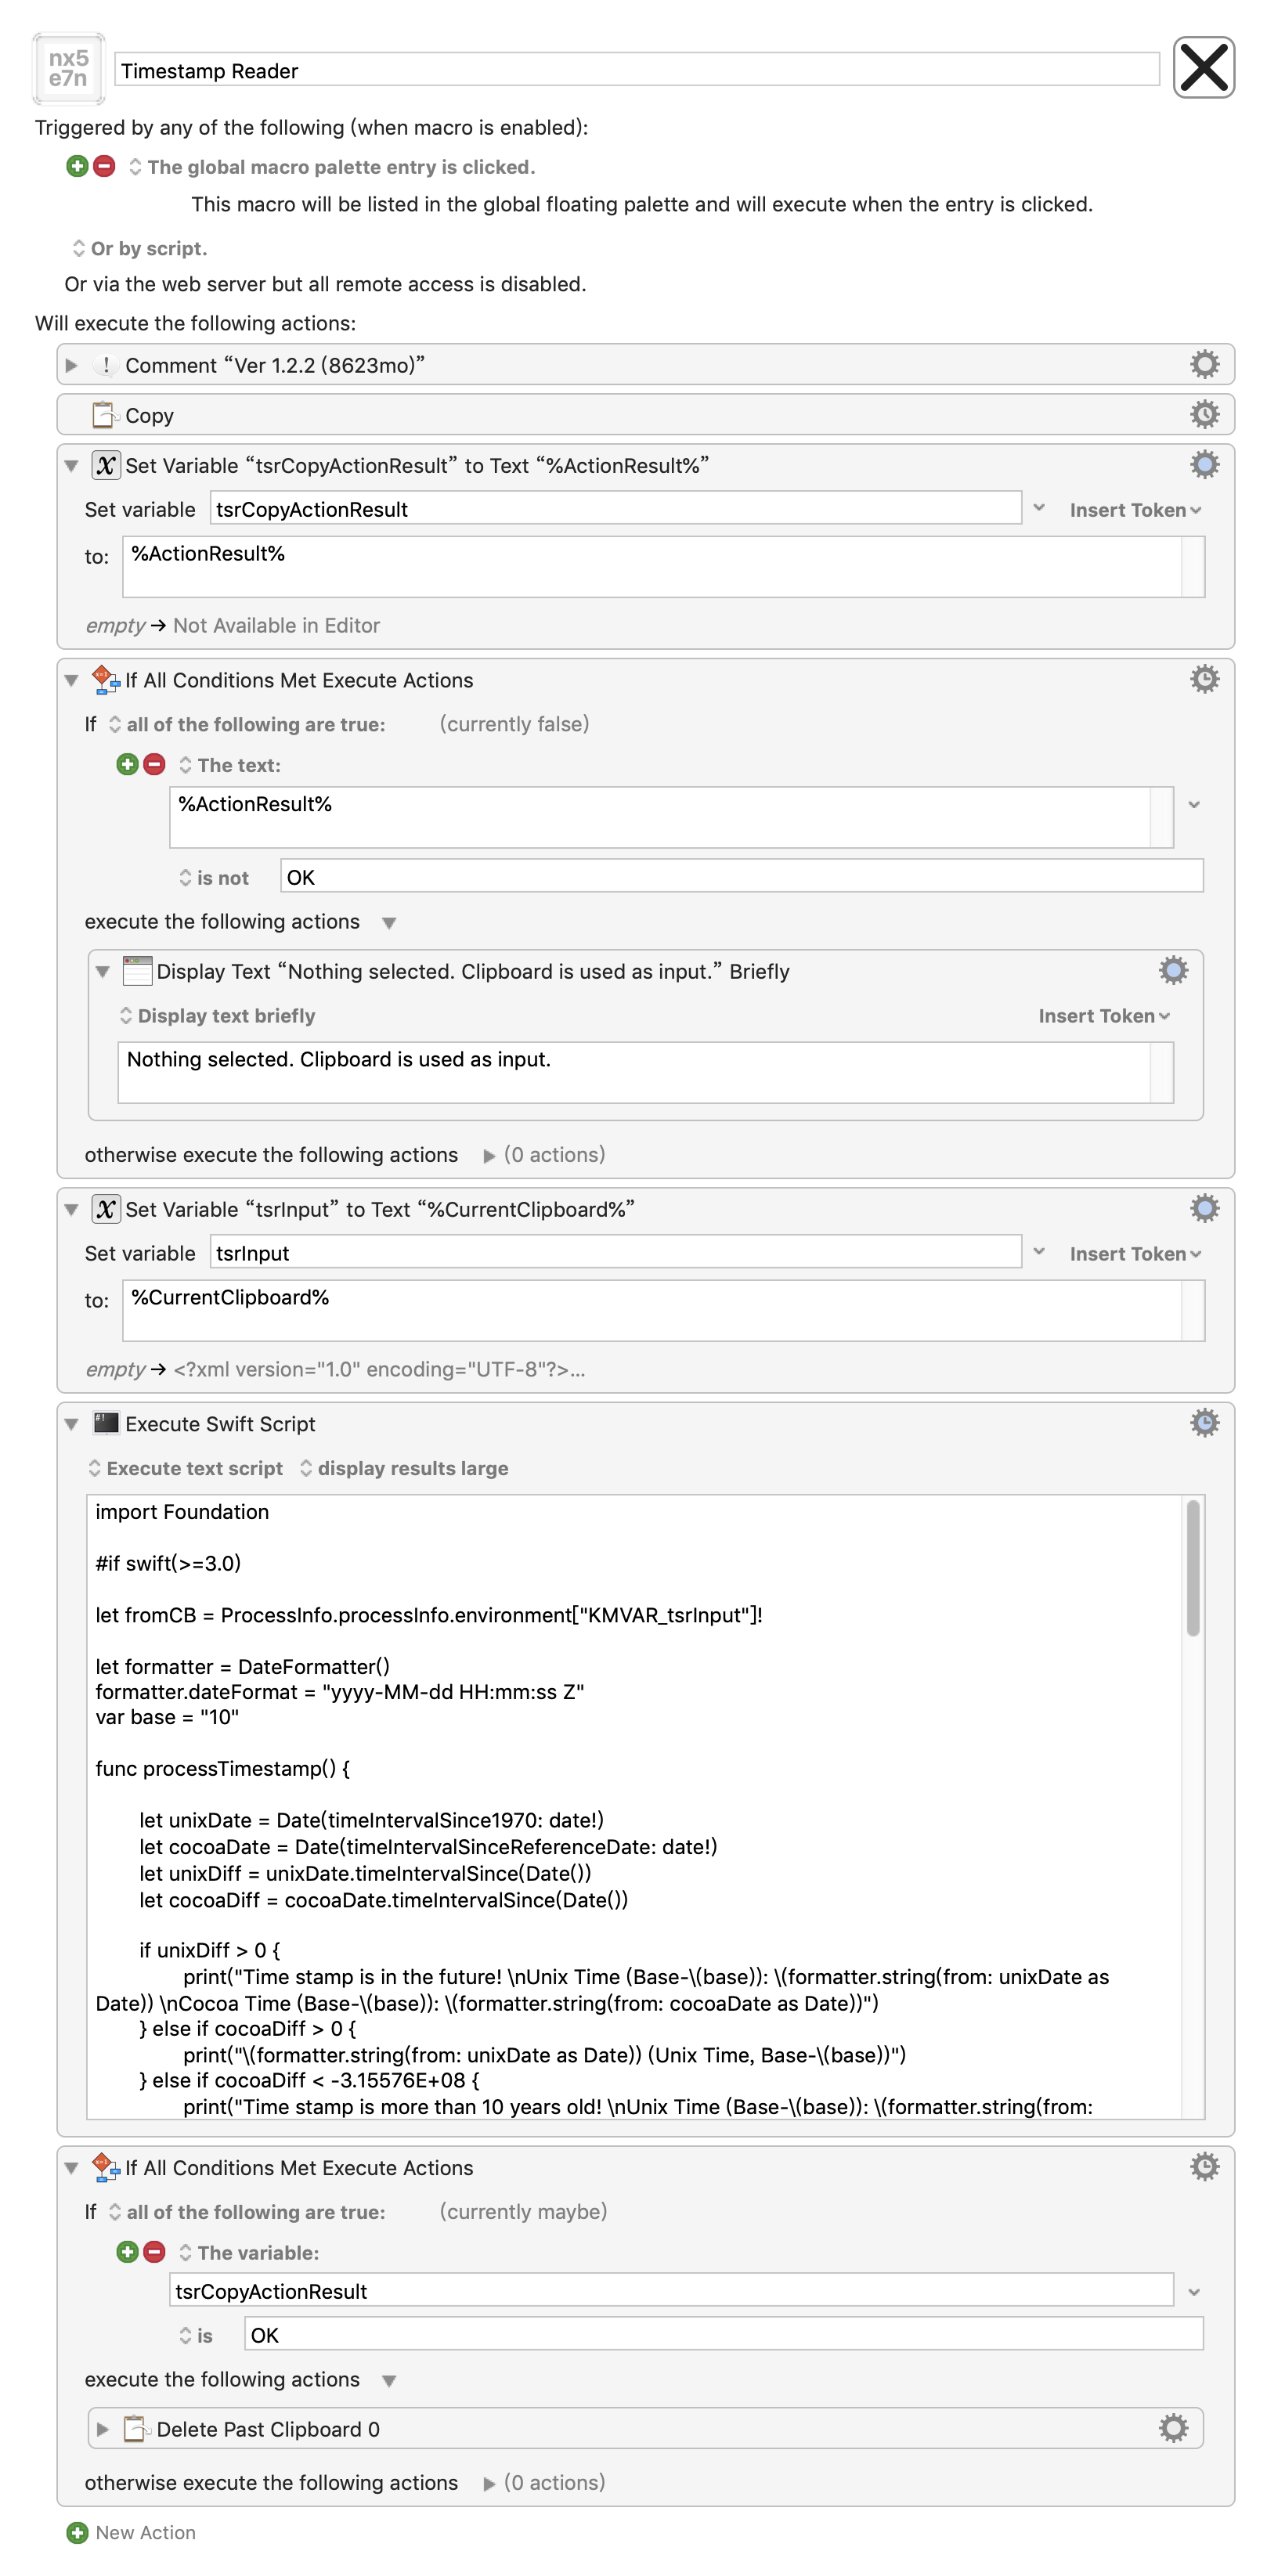 nx5
e7n
Timestamp Reader
Triggered by any of the following (when macro is enabled):
The global macro palette entry is clicked.
This macro will be listed in the global floating palette and will execute when the entry is clicked.
Or by script.
Or via the web server but all remote access is disabled.
Will execute the following actions:
Comment “Ver 1.2.2 (8623mo)”
Copy
Set Variable “tsrCopyActionResult” to Text “%ActionResult%”
Set variable tsrCopyActionResult Insert Token
to: %ActionResult%
empty → Not Available in Editor
If All Conditions Met Execute Actions
If all of the following are true: (currently false)
The text:
%ActionResult%
is not OK
execute the following actions
Display Text “Nothing selected. Clipboard is used as input.” Briefly
Display text briefly Insert Token
Nothing selected. Clipboard is used as input.
otherwise execute the following actions (0 actions)
Set Variable “tsrInput” to Text “%CurrentClipboard%”
Set variable tsrInput Insert Token
to: %CurrentClipboard%
empty → <?xml version="1.0" encoding="UTF-8"?>...
Execute Swift Script
Execute text script display results large
import Foundation
#if swift(>=3.0)
let fromCB = ProcessInfo.processInfo.environment["KMVAR_tsrInput"]!
let formatter = DateFormatter()
formatter.dateFormat = "yyyy-MM-dd HH:mm:ss Z"
var base = "10"
func processTimestamp() {
let unixDate = Date(timeIntervalSince1970: date!)
let cocoaDate = Date(timeIntervalSinceReferenceDate: date!)
let unixDiff = unixDate.timeIntervalSince(Date())
let cocoaDiff = cocoaDate.timeIntervalSince(Date())
if unixDiff > 0 {
print("Time stamp is in the future! \nUnix Time (Base-\(base)): \(formatter.string(from: unixDate as
Date)) \nCocoa Time (Base-\(base)): \(formatter.string(from: cocoaDate as Date))")
} else if cocoaDiff > 0 {
print("\(formatter.string(from: unixDate as Date)) (Unix Time, Base-\(base))")
} else if cocoaDiff < -3.15576E+08 {
print("Time stamp is more than 10 years old! \nUnix Time (Base-\(base)): \(formatter.string(from:
If All Conditions Met Execute Actions
If all of the following are true: (currently maybe)
The variable:
tsrCopyActionResult
is OK
execute the following actions
Delete Past Clipboard 0
otherwise execute the following actions (0 actions)
New Action